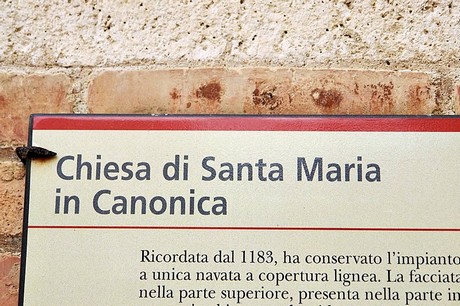 Chiesa di Santa Maria
in Canonica
Ricordata dal 1183, ha conservato l'impianto
a unica navata a copertura lignea. La facciata
nella parte superiore, presenta nella parte in